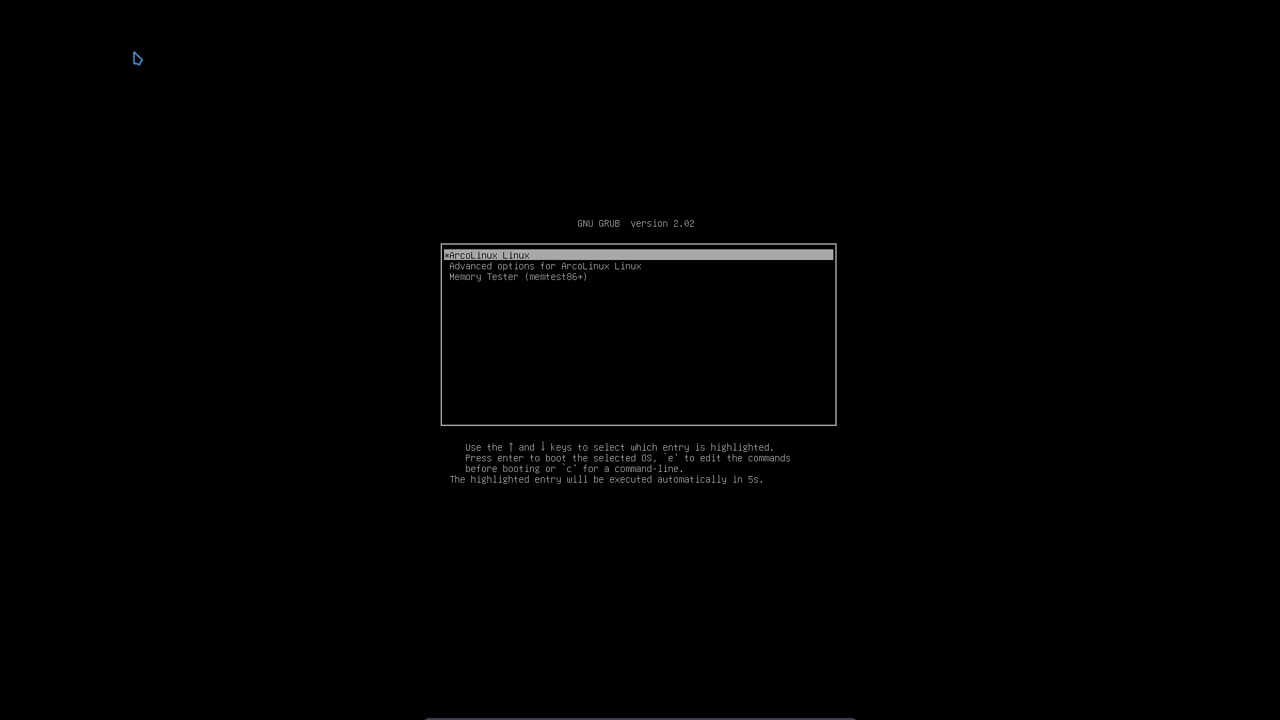 GNU GRUB  version 2.02
*ArcoLinux Linux
Advanced options for ArcoLinux Linux
Memory Tester (memtest86+)
Use the ↑ and ↓ keys to select which entry is highlighted.
Press enter to boot the selected OS, `e' to edit the commands
before booting or `c' for a command-line.
The highlighted entry will be executed automatically in 5s.